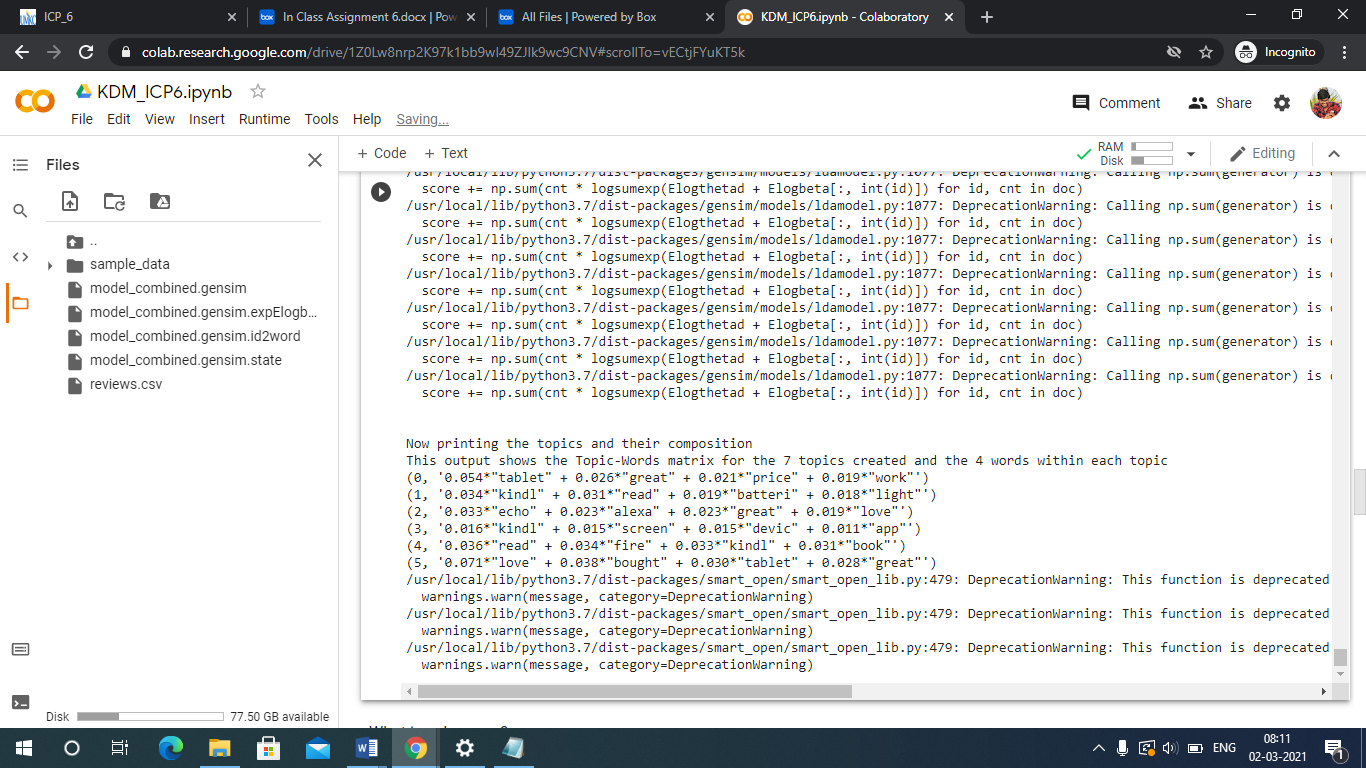 ICP_6
In Class Assignment 6.docx | Pow
All Files | Powered by Box
KDM_ICP6.ipynb - Colaboratory
colab.research.google.com/drive/1Z0Lw8nrp2K97k1bb9wI49ZJIk9wc9CNV#scrollTo=vECtjFYuKT5k
Incognito
KDM_ICP6.ipynb
File Edit View Insert Runtime Tools Help Saving...
Comment Share
Files
+ Code + Text
RAM
Disk
Editing
..
sample_data
model_combined.gensim
model_combined.gensim.expElogb...
model_combined.gensim.id2word
model_combined.gensim.state
reviews.csv
Disk 77.50 GB available
/usr/local/lib/python3.7/dist-packages/gensim/models/ldamodel.py:1077: DeprecationWarning: Calling np.sum(generator) is
score += np.sum(cnt * logsumexp(Elogthetad + Elogbeta[:, int(id)]) for id, cnt in doc)
/usr/local/lib/python3.7/dist-packages/gensim/models/ldamodel.py:1077: DeprecationWarning: Calling np.sum(generator) is
score += np.sum(cnt * logsumexp(Elogthetad + Elogbeta[:, int(id)]) for id, cnt in doc)
/usr/local/lib/python3.7/dist-packages/gensim/models/ldamodel.py:1077: DeprecationWarning: Calling np.sum(generator) is
score += np.sum(cnt * logsumexp(Elogthetad + Elogbeta[:, int(id)]) for id, cnt in doc)
/usr/local/lib/python3.7/dist-packages/gensim/models/ldamodel.py:1077: DeprecationWarning: Calling np.sum(generator) is
score += np.sum(cnt * logsumexp(Elogthetad + Elogbeta[:, int(id)]) for id, cnt in doc)
/usr/local/lib/python3.7/dist-packages/gensim/models/ldamodel.py:1077: DeprecationWarning: Calling np.sum(generator) is
score += np.sum(cnt * logsumexp(Elogthetad + Elogbeta[:, int(id)]) for id, cnt in doc)
/usr/local/lib/python3.7/dist-packages/gensim/models/ldamodel.py:1077: DeprecationWarning: Calling np.sum(generator) is
score += np.sum(cnt * logsumexp(Elogthetad + Elogbeta[:, int(id)]) for id, cnt in doc)
/usr/local/lib/python3.7/dist-packages/gensim/models/ldamodel.py:1077: DeprecationWarning: Calling np.sum(generator) is
score += np.sum(cnt * logsumexp(Elogthetad + Elogbeta[:, int(id)]) for id, cnt in doc)
Now printing the topics and their composition
This output shows the Topic-Words matrix for the 7 topics created and the 4 words within each topic
(0, '0.054*"tablet" + 0.026*"great" + 0.021*"price" + 0.019*"work"')
(1, '0.034*"kindl" + 0.031*"read" + 0.019*"batteri" + 0.018*"light"')
(2, '0.033*"echo" + 0.023*"alexa" + 0.023*"great" + 0.019*"love"')
(3, '0.016*"kindl" + 0.015*"screen" + 0.015*"devic" + 0.011*"app"')
(4, '0.036*"read" + 0.034*"fire" + 0.033*"kindl" + 0.031*"book"')
(5, '0.071*"love" + 0.038*"bought" + 0.030*"tablet" + 0.028*"great"')
/usr/local/lib/python3.7/dist-packages/smart_open/smart_open_lib.py:479: DeprecationWarning: This function is deprecated
warnings.warn(message, category=DeprecationWarning)
/usr/local/lib/python3.7/dist-packages/smart_open/smart_open_lib.py:479: DeprecationWarning: This function is deprecated
warnings.warn(message, category=DeprecationWarning)
/usr/local/lib/python3.7/dist-packages/smart_open/smart_open_lib.py:479: DeprecationWarning: This function is deprecated
warnings.warn(message, category=DeprecationWarning)
ENG
08:11
02-03-2021
1